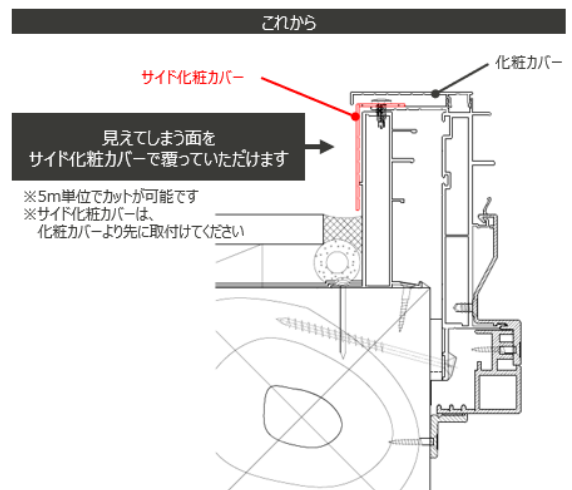 これから
化粧カバー
サイド化粧カバー
見えてしまう面を
サイド化粧カバーで覆っていただけます
※5m単位でカットが可能です
※サイド化粧カバーは、
化粧カバーより先に取付けてください